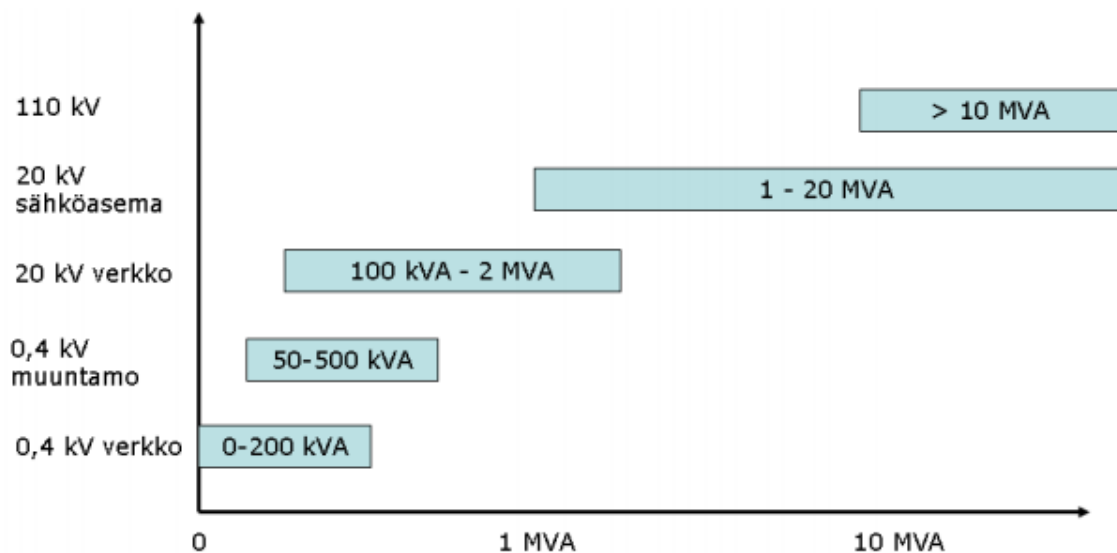 110 kV
> 10 MVA
20 kV
sähköasema
1 - 20 MVA
20 kV verkko
100 kVA - 2 MVA
0,4 kV
muuntamo
50-500 kVA
0,4 kV verkko
0-200 kVA
0
1 MVA
10 MVA